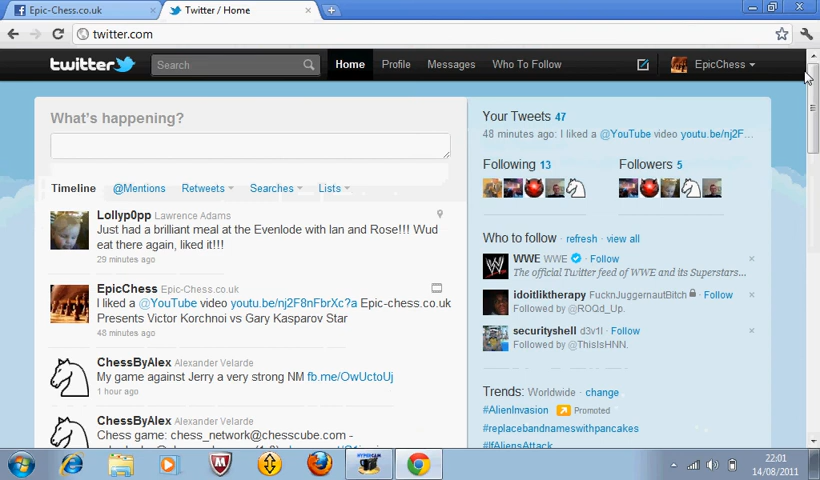 Epic-Chess.co.uk
Twitter / Home
twitter.com
twitter
Search
Home
Profile
Messages
Who To Follow
EpicChess
What's happening?
Timeline
@Mentions
Retweets
Searches
Lists
Lollyp0pp Lawrence Adams
Just had a brilliant meal at the Evenlode with Ian and Rose!!! Wud
eat there again, liked it!!!
29 minutes ago
EpicChess Epic-Chess.co.uk
I liked a @YouTube video youtu.be/nj2F8nFbrXc?a Epic-chess.co.uk
Presents Victor Korchnoi vs Gary Kasparov Star
48 minutes ago
ChessByAlex Alexander Velarde
My game against Jerry a very strong NM fb.me/OwUctoUj
1 hour ago
ChessByAlex Alexander Velarde
Chess game: chess_network@chesscube.com -
Your Tweets 47
48 minutes ago: I liked a @YouTube video youtu.be/nj2F...
Following 13
Followers 5
Who to follow · refresh · view all
WWE WWE · Follow
The official Twitter feed of WWE and its Superstars...
idoitliktherapy FucknJuggernautBitch · Follow
Followed by @ROQd_Up.
securityshell d3v1l · Follow
Followed by @ThisIsHNN.
Trends: Worldwide · change
#AlienInvasion Promoted
#replacebandnameswithpancakes
#IfAliensAttack
HYPERCAM
22:01
14/08/2011